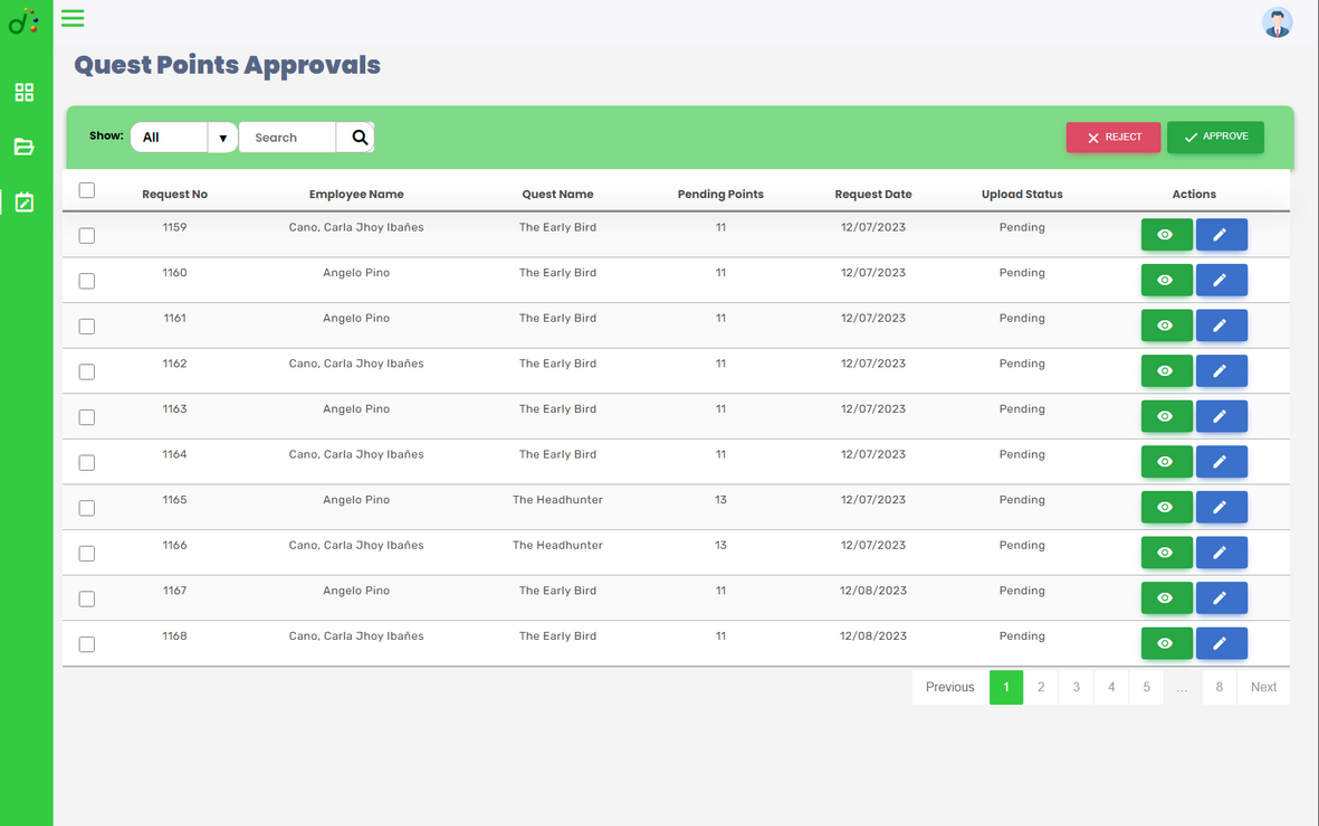 Quest Points Approvals
Show: All ▼ Search REJECT APPROVE
Request No Employee Name Quest Name Pending Points Request Date Upload Status Actions
1159 Cano, Carla Jhoy Ibañes The Early Bird 11 12/07/2023 Pending
1160 Angelo Pino The Early Bird 11 12/07/2023 Pending
1161 Angelo Pino The Early Bird 11 12/07/2023 Pending
1162 Cano, Carla Jhoy Ibañes The Early Bird 11 12/07/2023 Pending
1163 Angelo Pino The Early Bird 11 12/07/2023 Pending
1164 Cano, Carla Jhoy Ibañes The Early Bird 11 12/07/2023 Pending
1165 Angelo Pino The Headhunter 13 12/07/2023 Pending
1166 Cano, Carla Jhoy Ibañes The Headhunter 13 12/07/2023 Pending
1167 Angelo Pino The Early Bird 11 12/08/2023 Pending
1168 Cano, Carla Jhoy Ibañes The Early Bird 11 12/08/2023 Pending
Previous 1 2 3 4 5 ... 8 Next